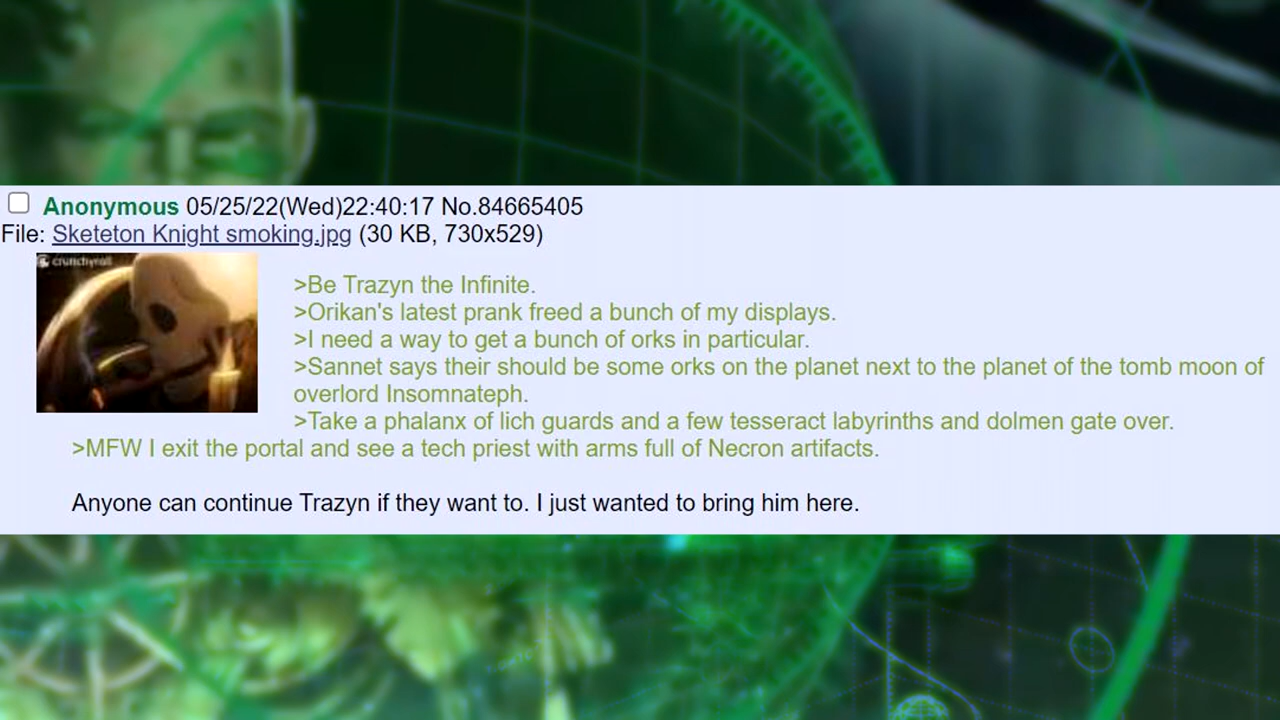 Anonymous 05/25/22(Wed)22:40:17 No.84665405
File: Sketeton Knight smoking.jpg (30 KB, 730x529)
crunchyroll
>Be Trazyn the Infinite.
>Orikan's latest prank freed a bunch of my displays.
>I need a way to get a bunch of orks in particular.
>Sannet says their should be some orks on the planet next to the planet of the tomb moon of
overlord Insomnateph.
>Take a phalanx of lich guards and a few tesseract labyrinths and dolmen gate over.
>MFW I exit the portal and see a tech priest with arms full of Necron artifacts.
Anyone can continue Trazyn if they want to. I just wanted to bring him here.